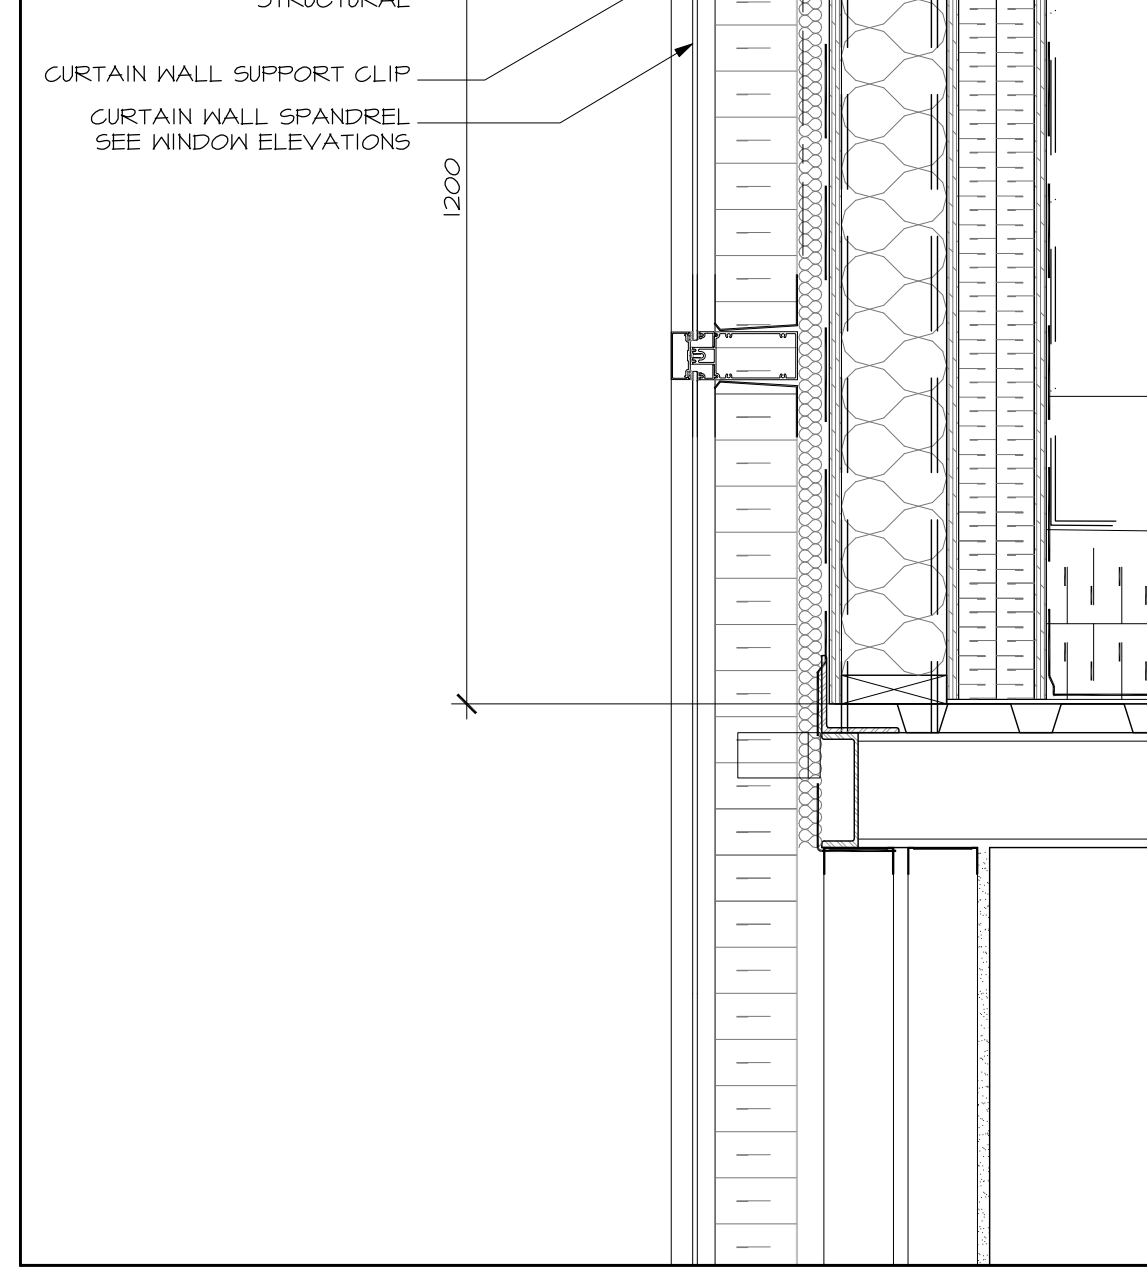 STRUCTURAL
CURTAIN WALL SUPPORT CLIP
CURTAIN WALL SPANDREL
SEE WINDOW ELEVATIONS
1200